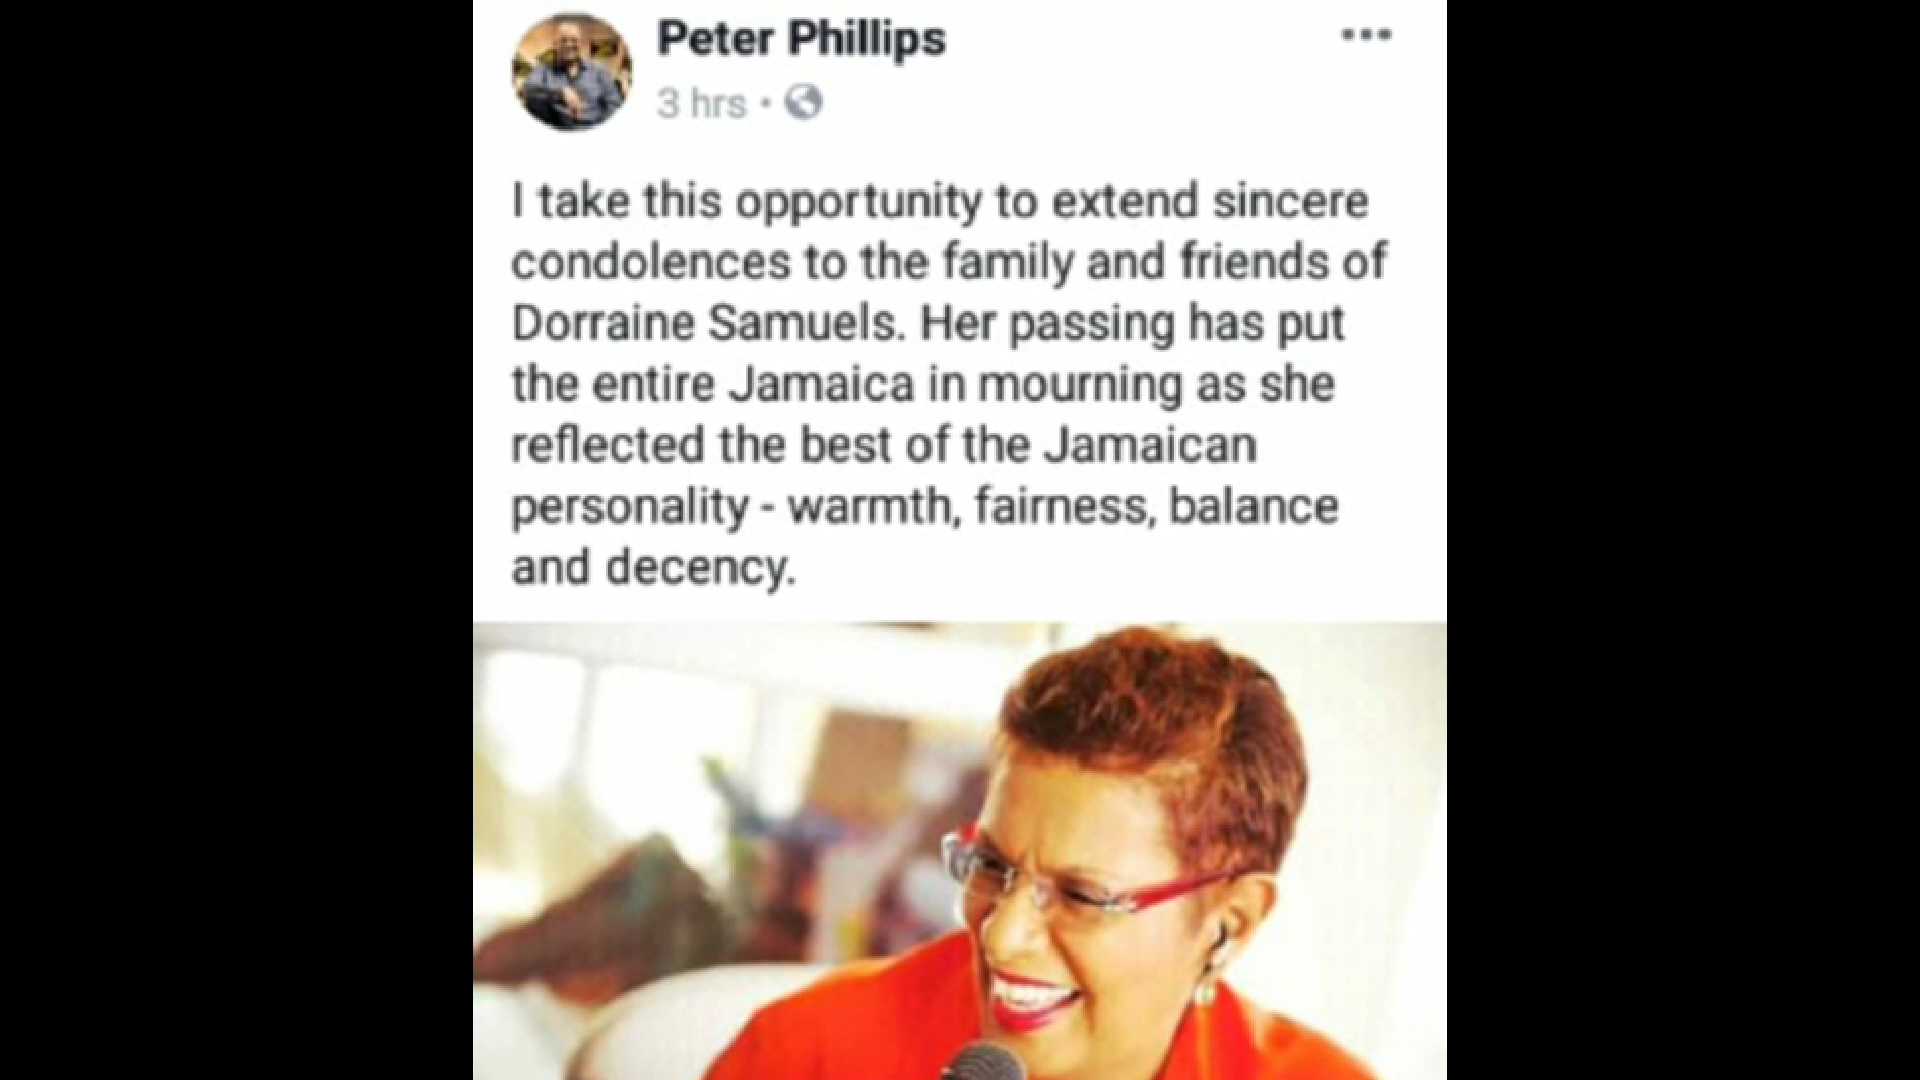 Peter Phillips
3 hrs •
I take this opportunity to extend sincere
condolences to the family and friends of
Dorraine Samuels. Her passing has put
the entire Jamaica in mourning as she
reflected the best of the Jamaican
personality - warmth, fairness, balance
and decency.